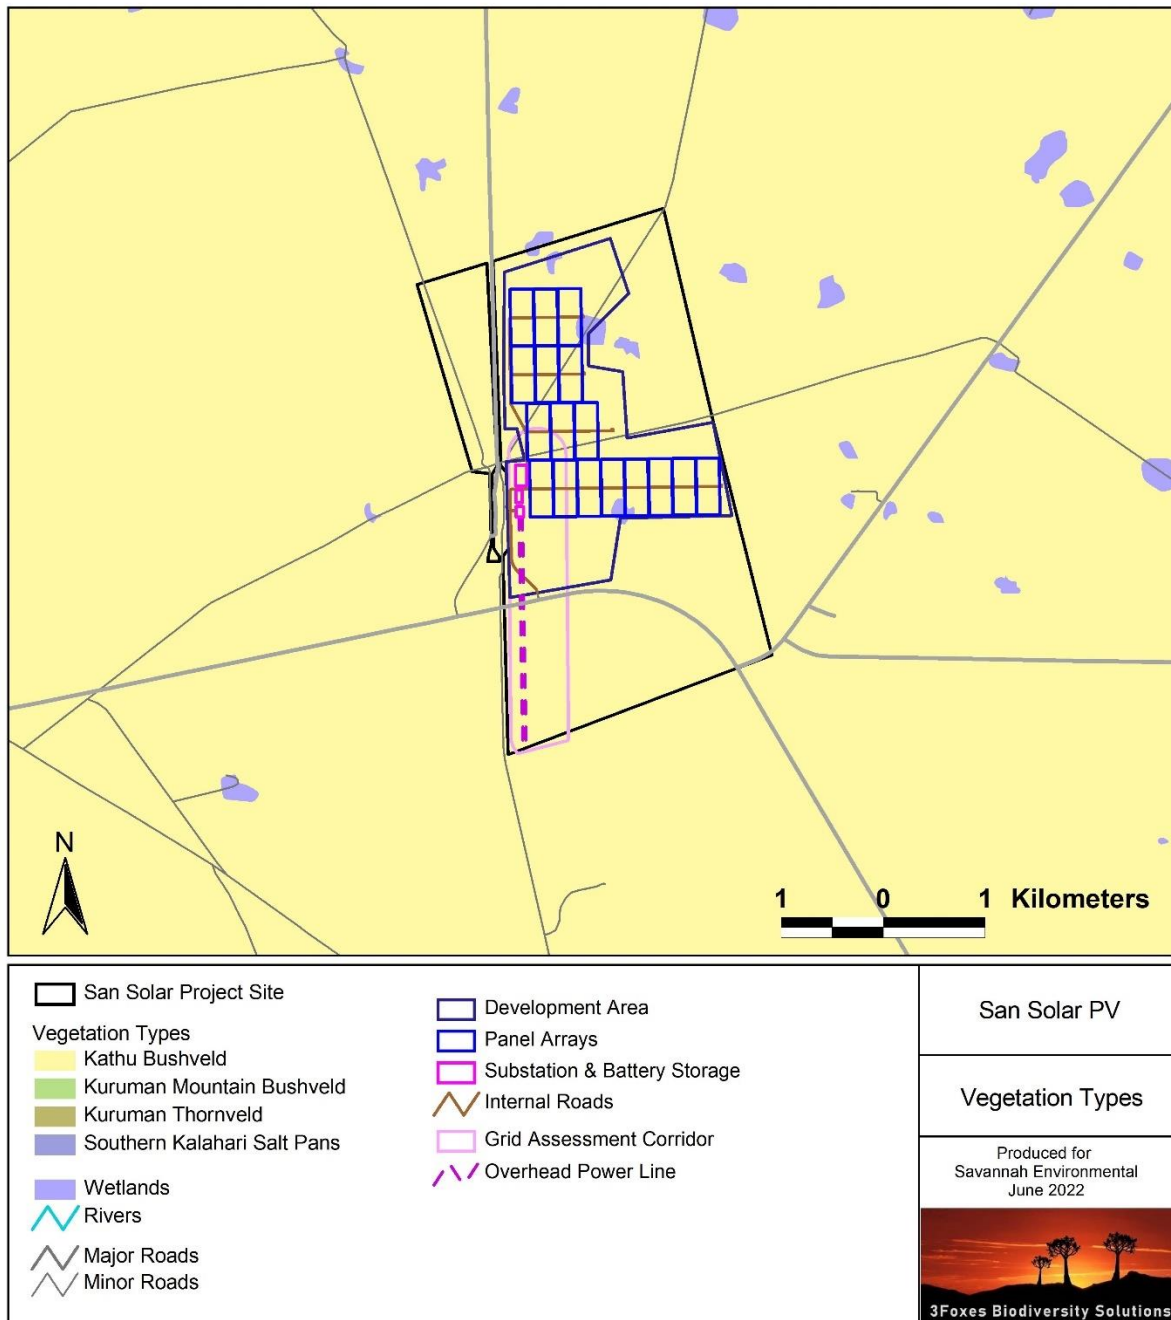 N
1 0 1 Kilometers
San Solar Project Site
Vegetation Types
Kathu Bushveld
Kuruman Mountain Bushveld
Kuruman Thornveld
Southern Kalahari Salt Pans
Wetlands
Rivers
Major Roads
Minor Roads
Development Area
Panel Arrays
Substation & Battery Storage
Internal Roads
Grid Assessment Corridor
Overhead Power Line
San Solar PV
Vegetation Types
Produced for
Savannah Environmental
June 2022
3Foxes Biodiversity Solutions